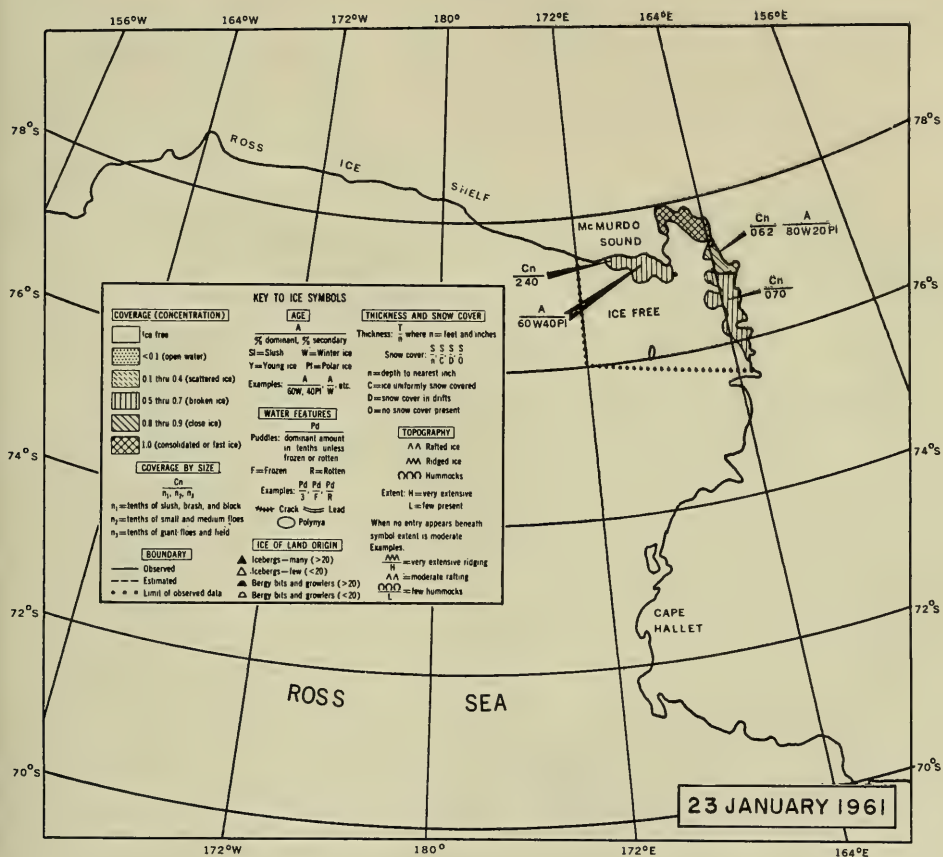 156°W 164°W 172°W 180° 172°E 164°E 156°E
78°S 78°S
ROSS ICE SHELF
McMURDO SOUND
Cn/062 A/80W20PI
Cn/240
Cn/070
A/60W40PI
ICE FREE
76°S 76°S
KEY TO ICE SYMBOLS
COVERAGE (CONCENTRATION)
Ice free
<0.1 (open water)
0.1 thru 0.4 (scattered ice)
0.5 thru 0.7 (broken ice)
0.8 thru 0.9 (close ice)
1.0 (consolidated or fast ice)
COVERAGE BY SIZE
Cn
n₁, n₂, n₃
n₁=tenths of slush, brash, and block
n₂=tenths of small and medium floes
n₃=tenths of giant floes and field
BOUNDARY
Observed
Estimated
Limit of observed data
AGE
A
% dominant, % secondary
Sl=Slush W=Winter ice
Y=Young ice Pl=Polar ice
Examples: A/60W, 40PI, A/W, etc.
WATER FEATURES
Pd
Puddles: dominant amount
in tenths unless
frozen or rotten
F=Frozen R=Rotten
Examples: Pd/3, Pd/F, Pd/R
Crack Lead
Polynya
ICE OF LAND ORIGIN
Icebergs—many (>20)
Icebergs—few (<20)
Bergy bits and growlers (>20)
Bergy bits and growlers (<20)
THICKNESS AND SNOW COVER
Thickness: T/n where n=feet and inches
Snow cover: S/n S/C S/D S/O
n=depth to nearest inch
C=ice uniformly snow covered
D=snow cover in drifts
O=no snow cover present
TOPOGRAPHY
Rafted ice
Ridged ice
Hummocks
Extent: H=very extensive
L=few present
When no entry appears beneath
symbol extent is moderate
Examples.
H =very extensive ridging
=moderate rafting
L =few hummocks
74°S 74°S
72°S 72°S
CAPE
HALLET
ROSS SEA
70°S 70°S
23 JANUARY 1961
172°W 180° 172°E 164°E